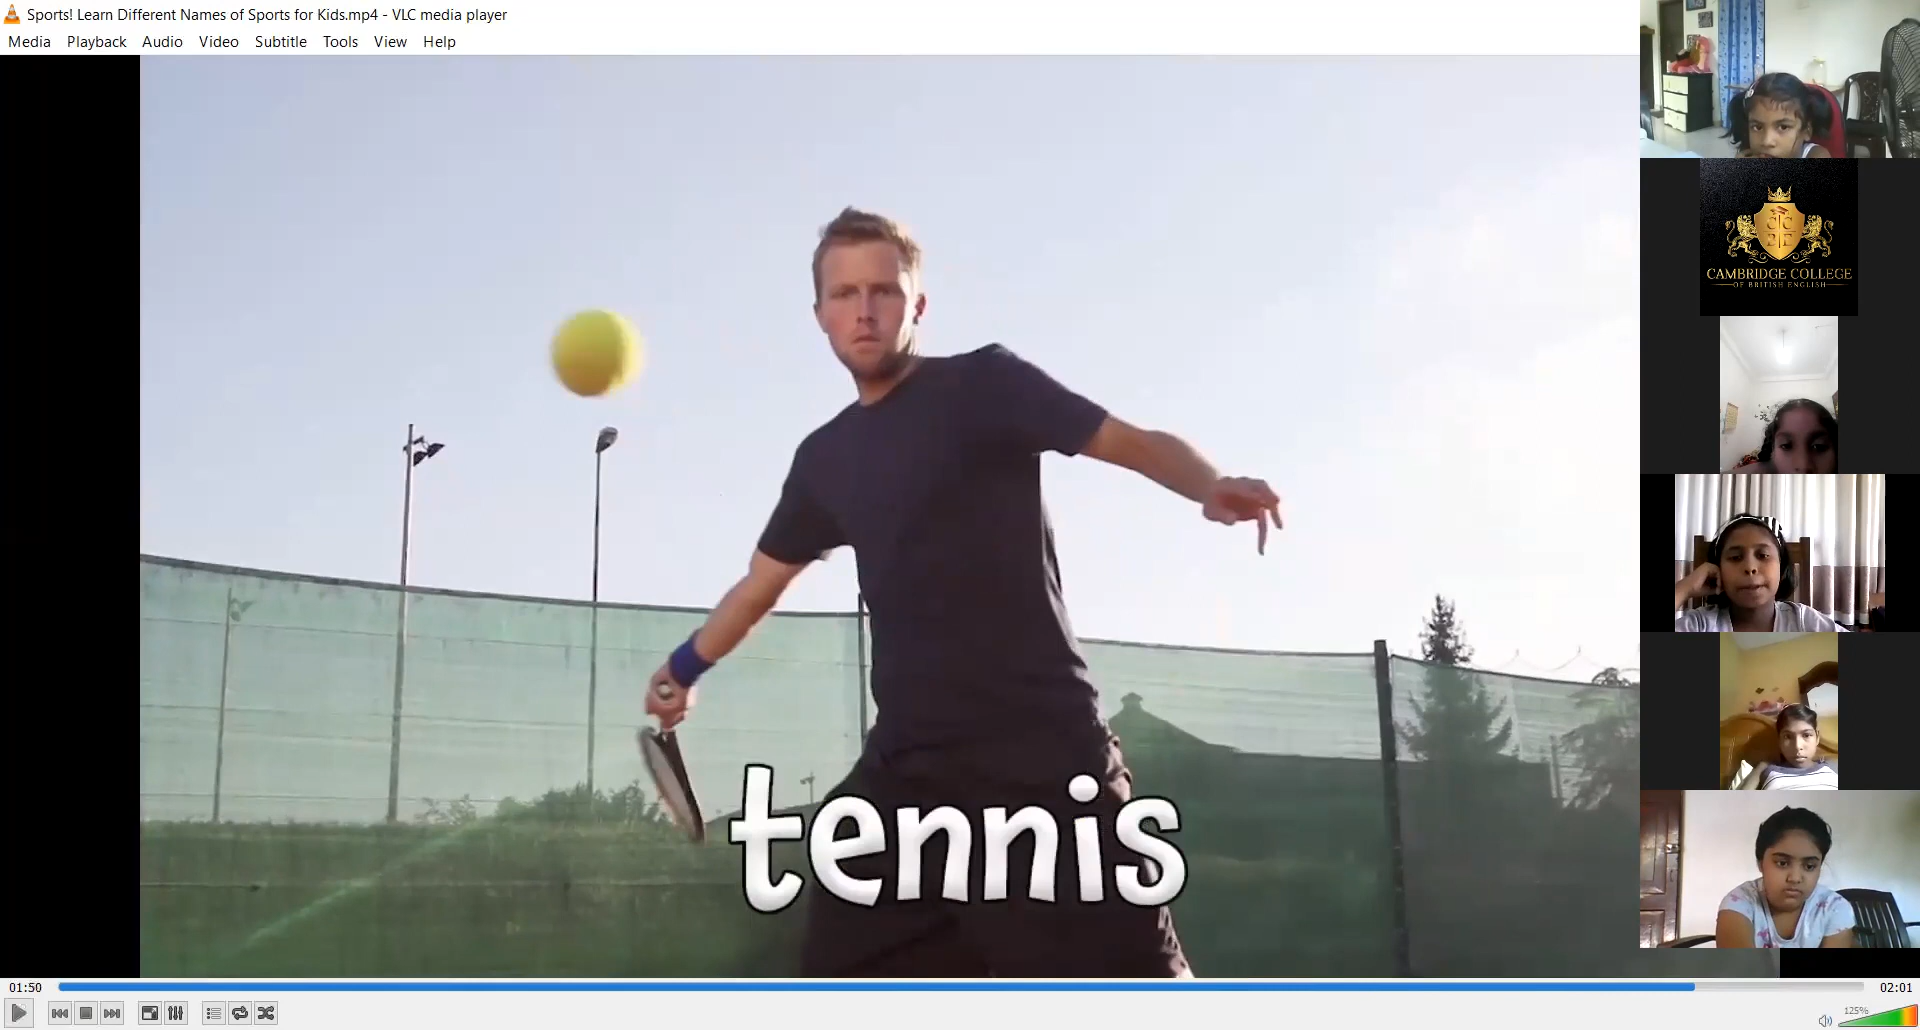 Sports! Learn Different Names of Sports for Kids.mp4 - VLC media player
Media Playback Audio Video Subtitle Tools View Help
CAMBRIDGE COLLEGE
OF BRITISH ENGLISH
tennis
01:50
02:01
125%